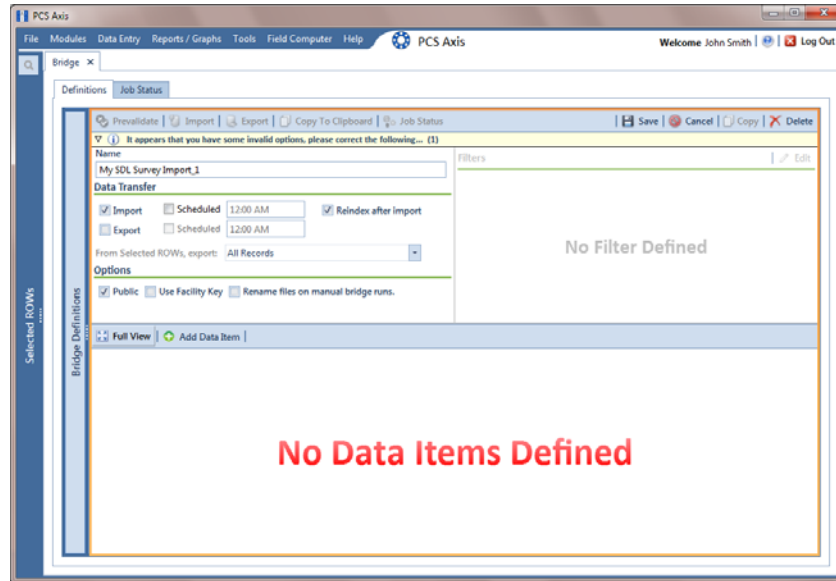 PCS Axis
File Modules Data Entry Reports / Graphs Tools Field Computer Help PCS Axis Welcome John Smith Log Out
Bridge
Definitions Job Status
Prevalidate Import Export Copy To Clipboard Job Status Save Cancel Copy Delete
It appears that you have some invalid options, please correct the following... (1)
Name
My SDL Survey Import_1
Filters Edit
Data Transfer
Import Scheduled 12:00 AM Reindex after import
Export Scheduled 12:00 AM
From Selected ROWs, export: All Records
No Filter Defined
Options
Public Use Facility Key Rename files on manual bridge runs.
Selected ROWs
Bridge Definitions
Full View Add Data Item
No Data Items Defined